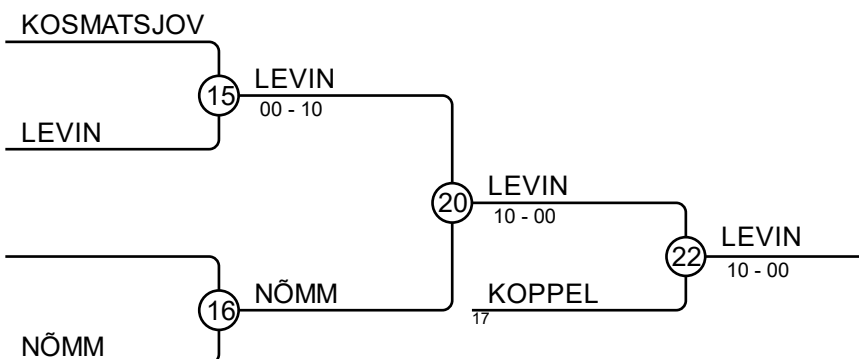 KOSMATSJOV
15
LEVIN
00 - 10
LEVIN
20
LEVIN
10 - 00
22
LEVIN
10 - 00
16
NÕMM
KOPPEL
17
NÕMM